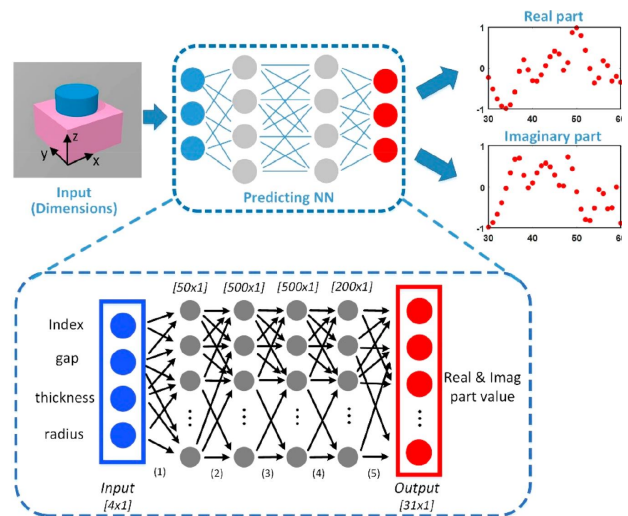 Real part
1
0
-1
30 40 50 60
Imaginary part
1
0
-1
30 40 50 60
z
y
x
Input
(Dimensions)
Predicting NN
[50x1] [500x1] [500x1] [200x1]
Index
gap
thickness
radius
Real & Imag
part value
(1) (2) (3) (4) (5)
Input
[4x1]
Output
[31x1]